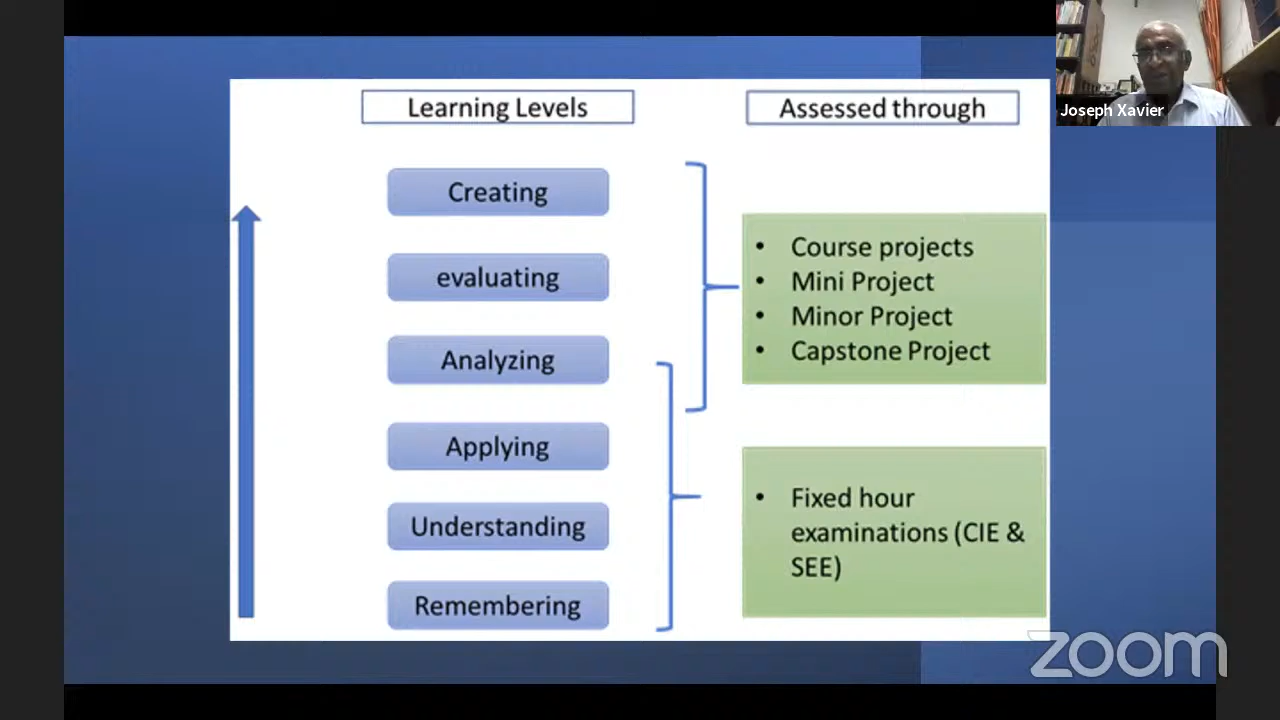 Learning Levels
Assessed through
Joseph Xavier
Creating
evaluating
Analyzing
Applying
Understanding
Remembering
• Course projects
• Mini Project
• Minor Project
• Capstone Project
• Fixed hour
examinations (CIE &
SEE)
zoom